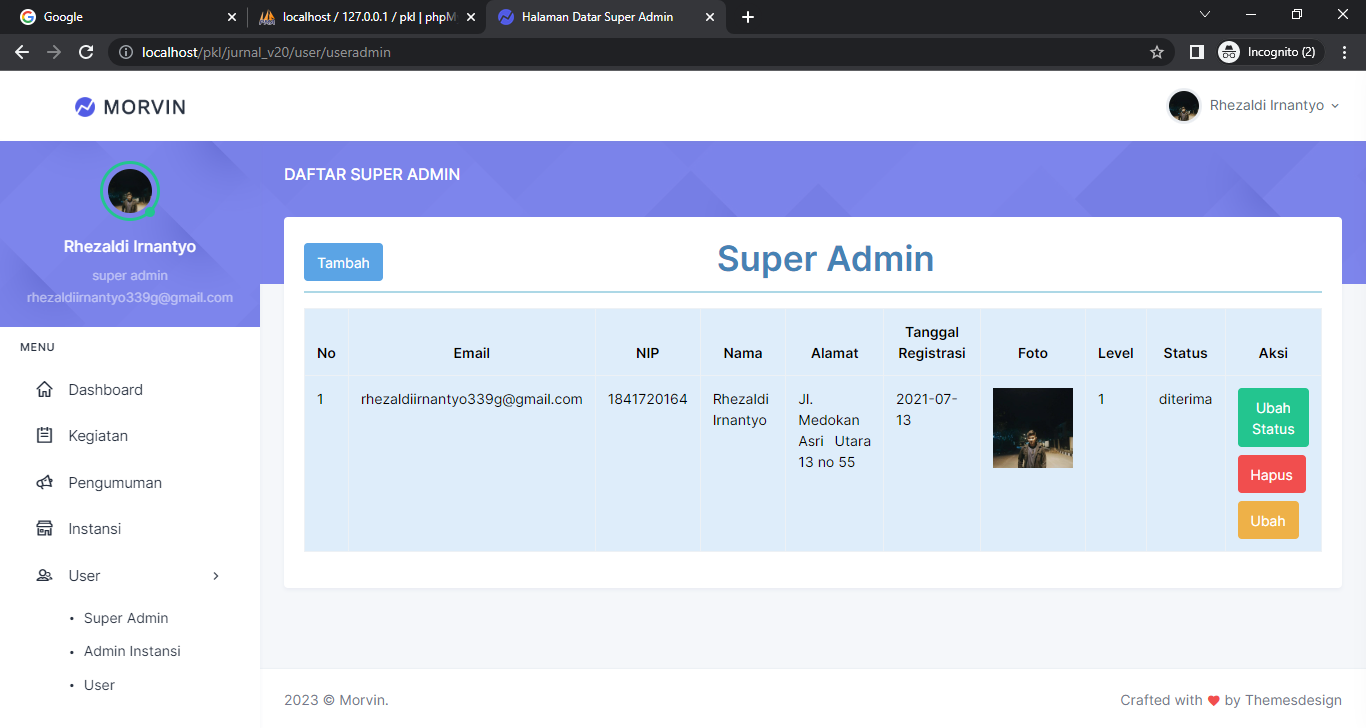 Google
localhost / 127.0.0.1 / pkl | phpM
Halaman Datar Super Admin
localhost/pkl/jurnal_v20/user/useradmin
Incognito (2)
MORVIN
Rhezaldi Irnantyo
Rhezaldi Irnantyo
super admin
rhezaldiirnantyo339g@gmail.com
MENU
Dashboard
Kegiatan
Pengumuman
Instansi
User
• Super Admin
• Admin Instansi
• User
DAFTAR SUPER ADMIN
Tambah
Super Admin
No Email NIP Nama Alamat Tanggal Registrasi Foto Level Status Aksi
1 rhezaldiirnantyo339g@gmail.com 1841720164 Rhezaldi Irnantyo Jl. Medokan Asri Utara 13 no 55 2021-07-13 1 diterima
Ubah Status
Hapus
Ubah
2023 © Morvin.
Crafted with ❤ by Themesdesign